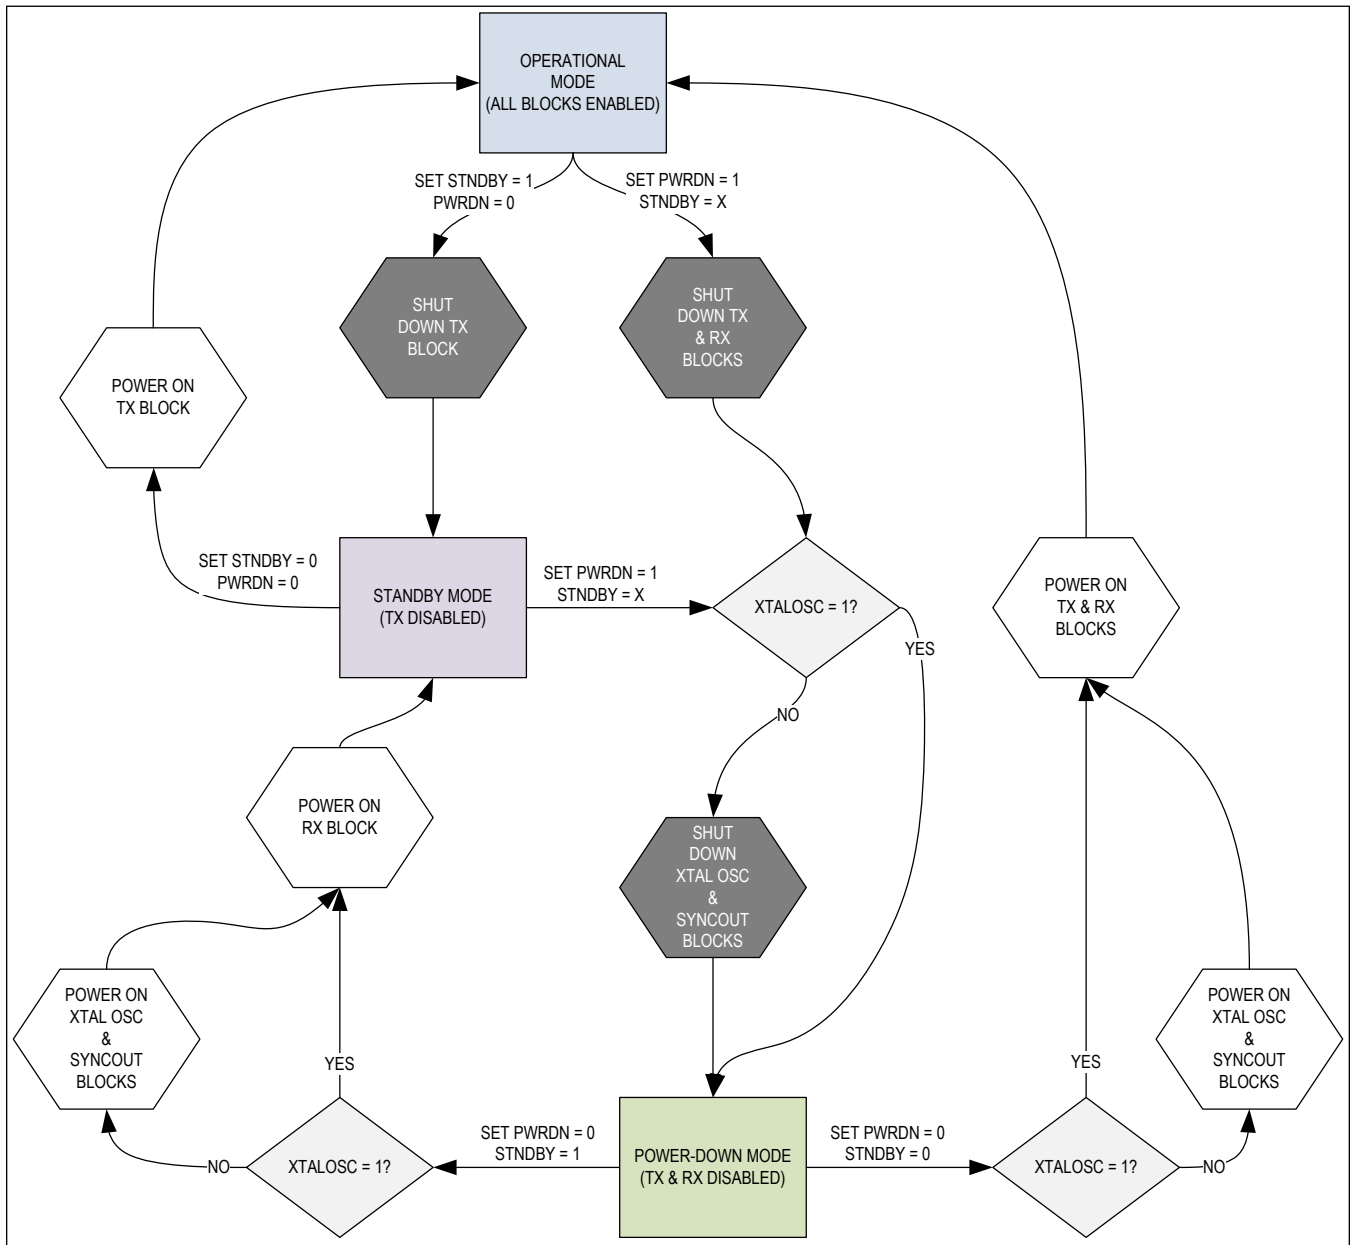 OPERATIONAL
MODE
(ALL BLOCKS ENABLED)
SET STNDBY = 1
PWRDN = 0
SET PWRDN = 1
STNDBY = X
SHUT
DOWN TX
BLOCK
SHUT
DOWN TX
& RX
BLOCKS
POWER ON
TX BLOCK
SET STNDBY = 0
PWRDN = 0
STANDBY MODE
(TX DISABLED)
SET PWRDN = 1
STNDBY = X
XTALOSC = 1?
YES
NO
POWER ON
TX & RX
BLOCKS
POWER ON
RX BLOCK
SHUT
DOWN
XTAL OSC
&
SYNCOUT
BLOCKS
POWER ON
XTAL OSC
&
SYNCOUT
BLOCKS
YES
NO
XTALOSC = 1?
SET PWRDN = 0
STNDBY = 1
POWER-DOWN MODE
(TX & RX DISABLED)
SET PWRDN = 0
STNDBY = 0
YES
XTALOSC = 1?
NO
POWER ON
XTAL OSC
&
SYNCOUT
BLOCKS